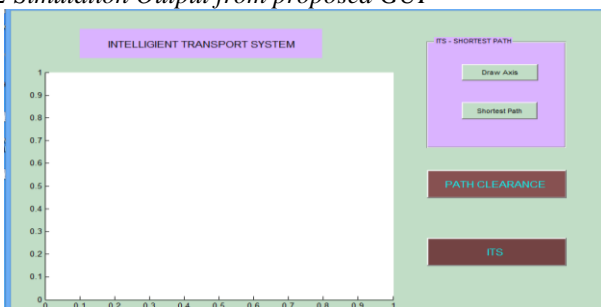 2 Simulation Output from proposed GUI
INTELLIGIENT TRANSPORT SYSTEM
ITS - SHORTEST PATH
Draw Axis
Shortest Path
PATH CLEARANCE
ITS
1
0.9
0.8
0.7
0.6
0.5
0.4
0.3
0.2
0.1
0
0 0.1 0.2 0.3 0.4 0.5 0.6 0.7 0.8 0.9 1